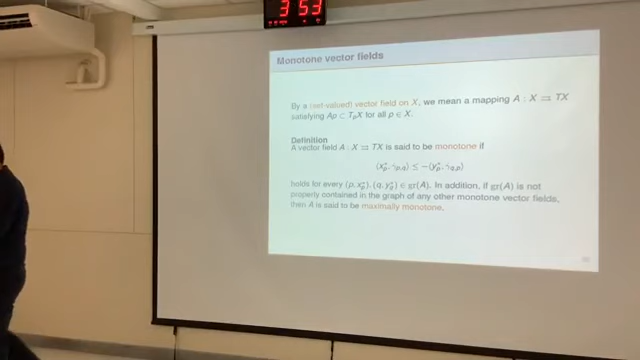 3 53
Monotone vector fields
By a (set-valued) vector field on X, we mean a mapping A : X ⇉ TX
satisfying Ap ⊂ TₚX for all p ∈ X.
Definition
A vector field A : X ⇉ TX is said to be monotone if
holds for every (p, x*ₚ), (q, y*_q) ∈ gr(A). In addition, if gr(A) is not
properly contained in the graph of any other monotone vector fields,
then A is said to be maximally monotone.